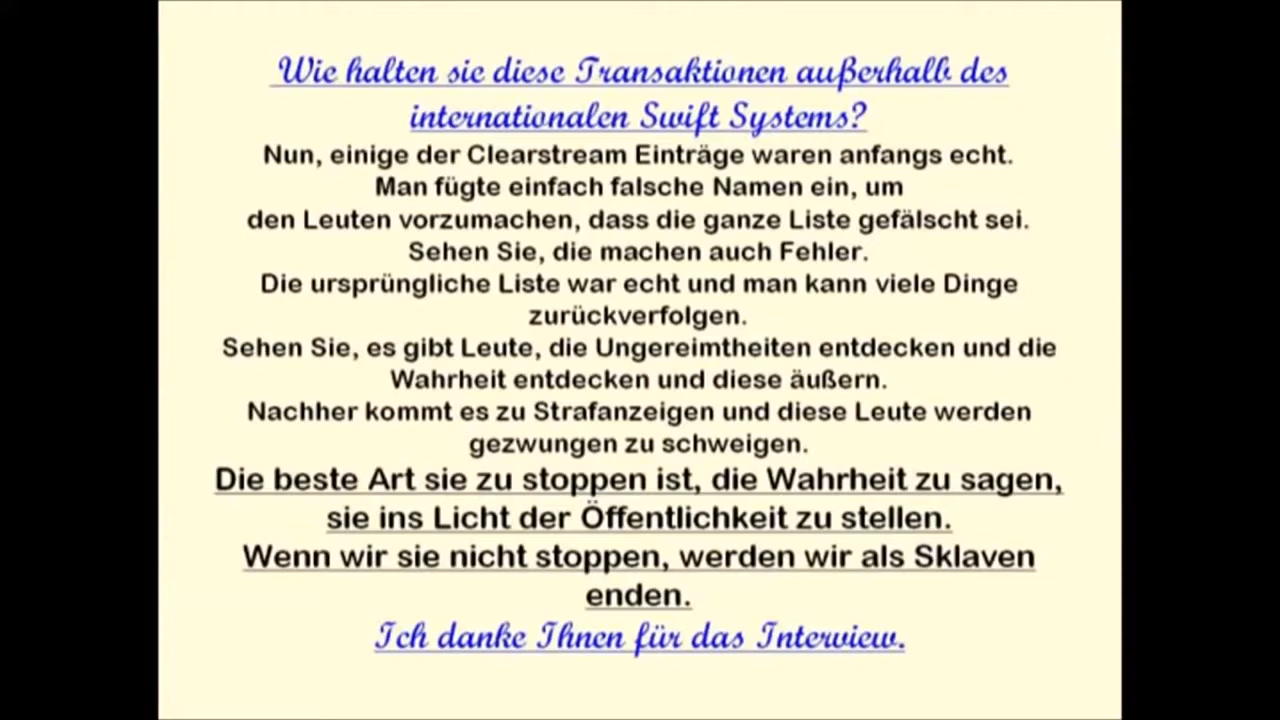 Wie halten sie diese Transaktionen außerhalb des
internationalen Swift Systems?
Nun, einige der Clearstream Einträge waren anfangs echt.
Man fügte einfach falsche Namen ein, um
den Leuten vorzumachen, dass die ganze Liste gefälscht sei.
Sehen Sie, die machen auch Fehler.
Die ursprüngliche Liste war echt und man kann viele Dinge
zurückverfolgen.
Sehen Sie, es gibt Leute, die Ungereimtheiten entdecken und die
Wahrheit entdecken und diese äußern.
Nachher kommt es zu Strafanzeigen und diese Leute werden
gezwungen zu schweigen.
Die beste Art sie zu stoppen ist, die Wahrheit zu sagen,
sie ins Licht der Öffentlichkeit zu stellen.
Wenn wir sie nicht stoppen, werden wir als Sklaven
enden.
Ich danke Ihnen für das Interview.